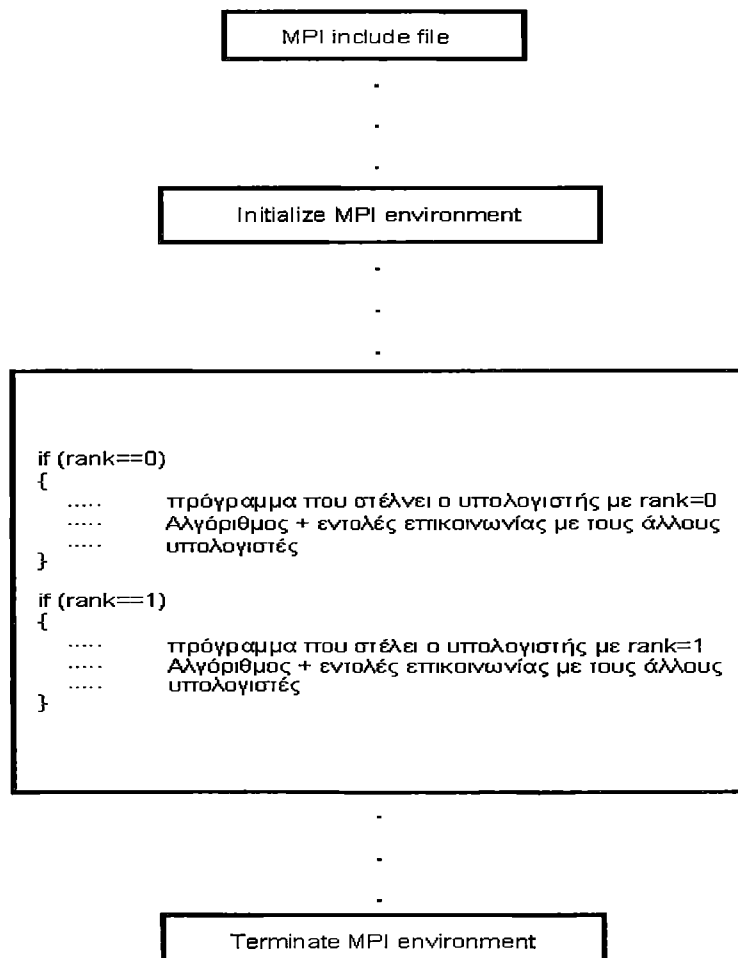 MPI include file
.
.
.
Initialize MPI environment
.
.
.
if (rank==0)
{
..... πρόγραμμα που στέλνει ο υπολογιστής με rank=0
..... Αλγόριθμος + εντολές επικοινωνίας με τους άλλους
..... υπολογιστές
}
if (rank==1)
{
..... πρόγραμμα που στέλει ο υπολογιστής με rank=1
..... Αλγόριθμος + εντολές επικοινωνίας με τους άλλους
..... υπολογιστές
}
.
.
.
Terminate MPI environment